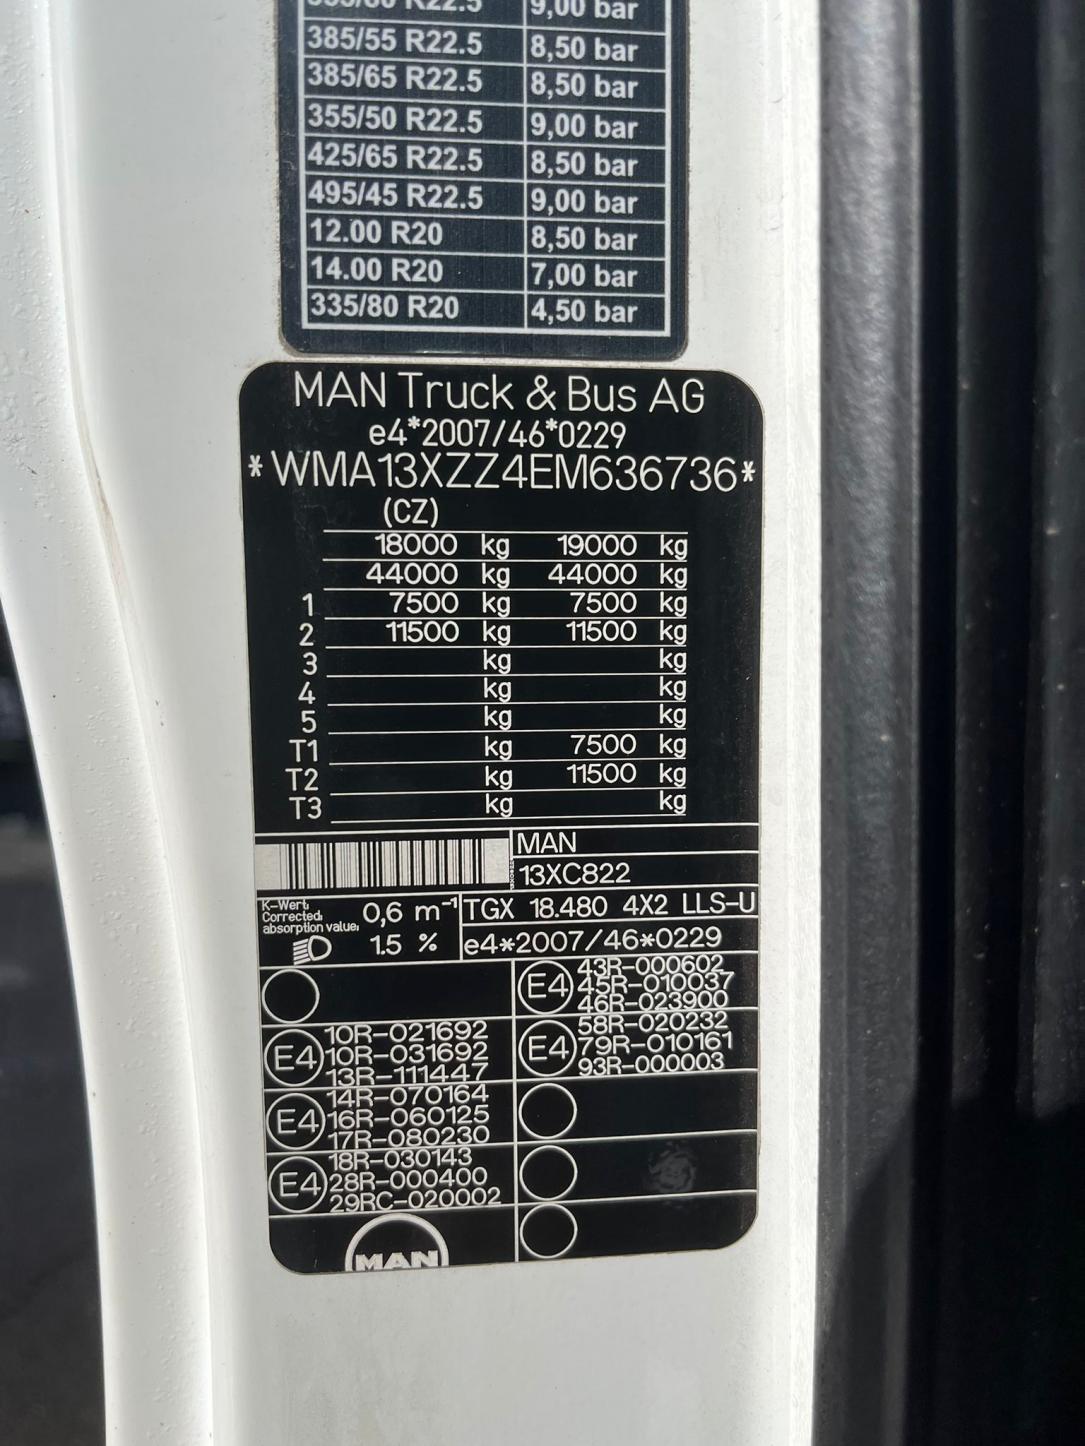 385/55 R22.5 8,50 bar
385/65 R22.5 8,50 bar
355/50 R22.5 9,00 bar
425/65 R22.5 8,50 bar
495/45 R22.5 9,00 bar
12.00 R20 8,50 bar
14.00 R20 7,00 bar
335/80 R20 4,50 bar
MAN Truck & Bus AG
e4*2007/46*0229
*WMA13XZZ4EM636736*
(CZ)
18000 kg 19000 kg
44000 kg 44000 kg
1 7500 kg 7500 kg
2 11500 kg 11500 kg
3 kg kg
4 kg kg
5 kg kg
T1 kg 7500 kg
T2 kg 11500 kg
T3 kg kg
MAN
13XC822
K-Wert:
Corrected:
absorption value:
0,6 m⁻¹
1.5 %
TGX 18.480 4X2 LLS-U
e4*2007/46*0229
E4
10R-021692
10R-031692
13R-111447
E4
14R-070164
16R-060125
17R-080230
E4
18R-030143
28R-000400
29RC-020002
E4
43R-000602
45R-010037
46R-023900
E4
58R-020232
79R-010161
93R-000003
MAN